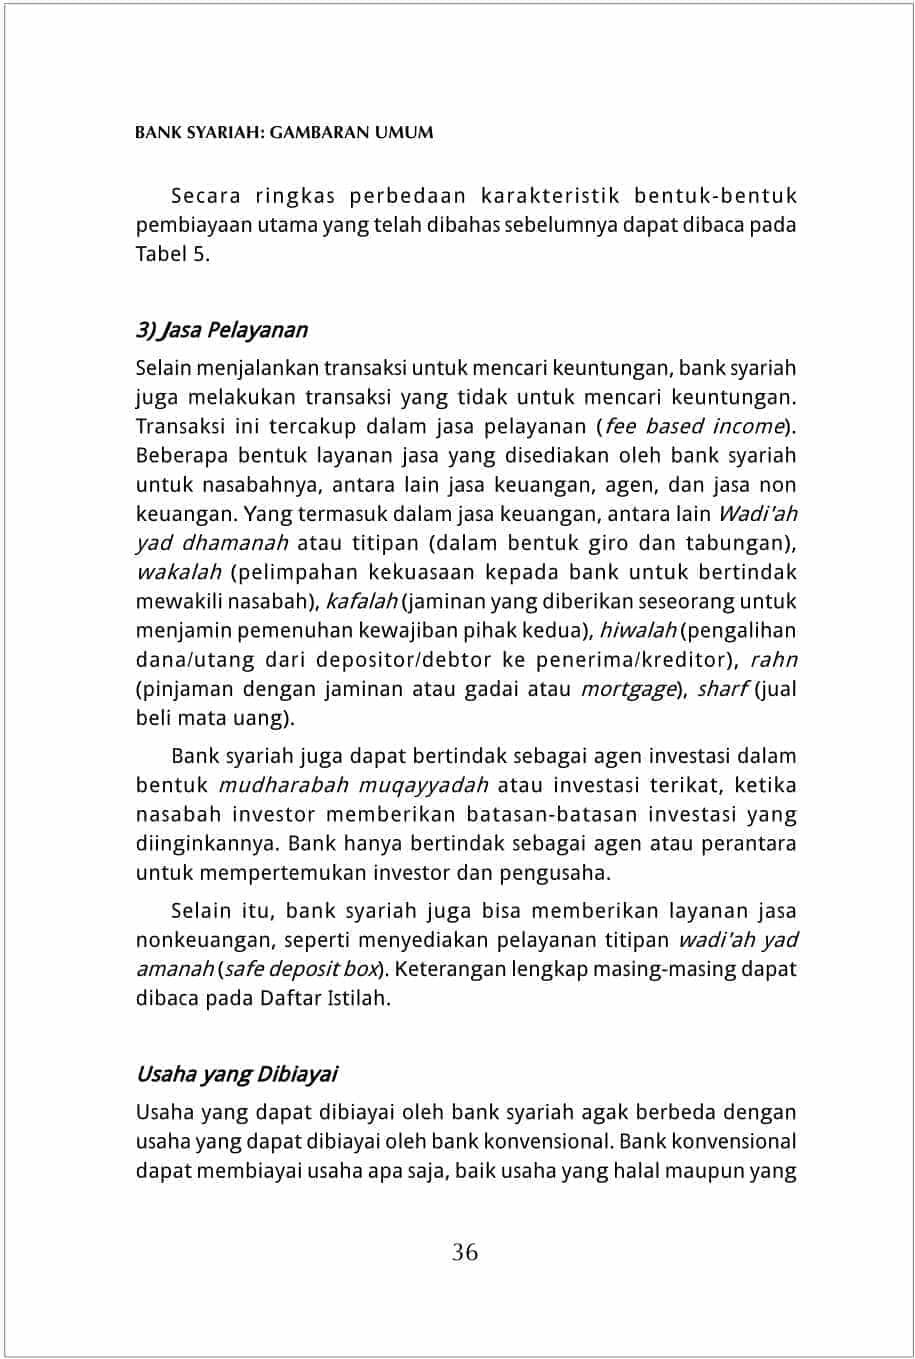 BANK SYARIAH: GAMBARAN UMUM
Secara ringkas perbedaan karakteristik bentuk-bentuk
pembiayaan utama yang telah dibahas sebelumnya dapat dibaca pada
Tabel 5.
3) Jasa Pelayanan
Selain menjalankan transaksi untuk mencari keuntungan, bank syariah
juga melakukan transaksi yang tidak untuk mencari keuntungan.
Transaksi ini tercakup dalam jasa pelayanan (fee based income).
Beberapa bentuk layanan jasa yang disediakan oleh bank syariah
untuk nasabahnya, antara lain jasa keuangan, agen, dan jasa non
keuangan. Yang termasuk dalam jasa keuangan, antara lain Wadi'ah
yad dhamanah atau titipan (dalam bentuk giro dan tabungan),
wakalah (pelimpahan kekuasaan kepada bank untuk bertindak
mewakili nasabah), kafalah (jaminan yang diberikan seseorang untuk
menjamin pemenuhan kewajiban pihak kedua), hiwalah (pengalihan
dana/utang dari depositor/debtor ke penerima/kreditor), rahn
(pinjaman dengan jaminan atau gadai atau mortgage), sharf (jual
beli mata uang).
Bank syariah juga dapat bertindak sebagai agen investasi dalam
bentuk mudharabah muqayyadah atau investasi terikat, ketika
nasabah investor memberikan batasan-batasan investasi yang
diinginkannya. Bank hanya bertindak sebagai agen atau perantara
untuk mempertemukan investor dan pengusaha.
Selain itu, bank syariah juga bisa memberikan layanan jasa
nonkeuangan, seperti menyediakan pelayanan titipan wadi'ah yad
amanah (safe deposit box). Keterangan lengkap masing-masing dapat
dibaca pada Daftar Istilah.
Usaha yang Dibiayai
Usaha yang dapat dibiayai oleh bank syariah agak berbeda dengan
usaha yang dapat dibiayai oleh bank konvensional. Bank konvensional
dapat membiayai usaha apa saja, baik usaha yang halal maupun yang
36